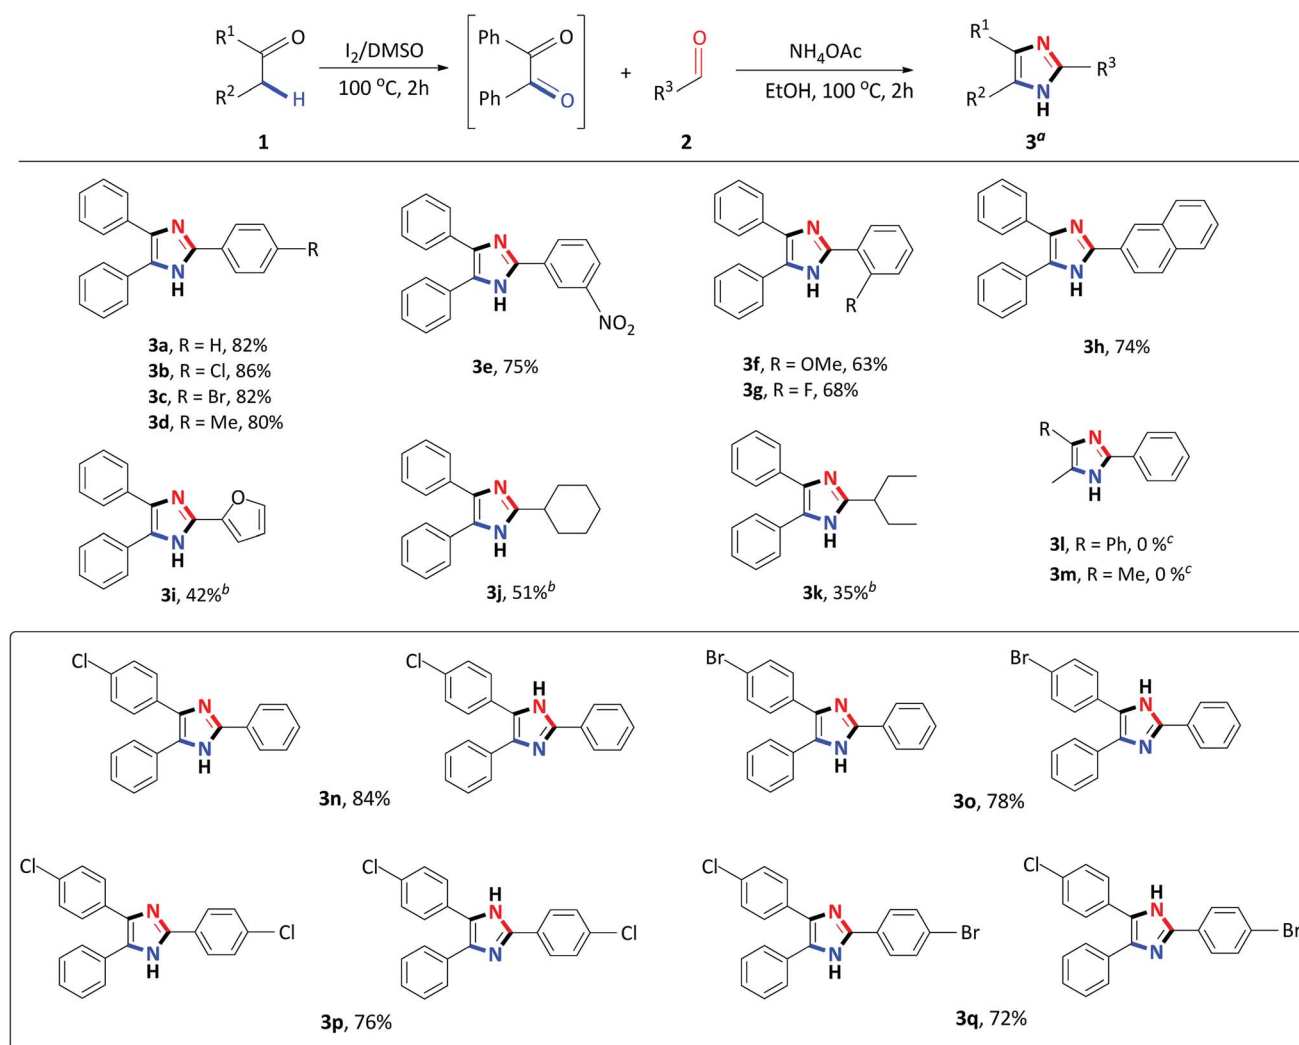 R¹ O
R² H
1
I₂/DMSO
100 °C, 2h
Ph O
Ph O
+
O
R³
2
NH₄OAc
EtOH, 100 °C, 2h
R¹ N R³
R² N
H
3ᵃ
N
N
H
R
3a, R = H, 82%
3b, R = Cl, 86%
3c, R = Br, 82%
3d, R = Me, 80%
N
N
H
NO₂
3e, 75%
N
N
H
R
3f, R = OMe, 63%
3g, R = F, 68%
N
N
H
3h, 74%
N O
N
H
3i, 42%ᵇ
N
N
H
3j, 51%ᵇ
N
N
H
3k, 35%ᵇ
R N
N
H
3l, R = Ph, 0 %ᶜ
3m, R = Me, 0 %ᶜ
Cl
N
N
H
Cl
H
N
N
3n, 84%
Br
N
N
H
Br
H
N
N
3o, 78%
Cl
N
N
H
Cl
Cl
H
N
N
Cl
3p, 76%
Cl
N
N
H
Br
Cl
H
N
N
Br
3q, 72%